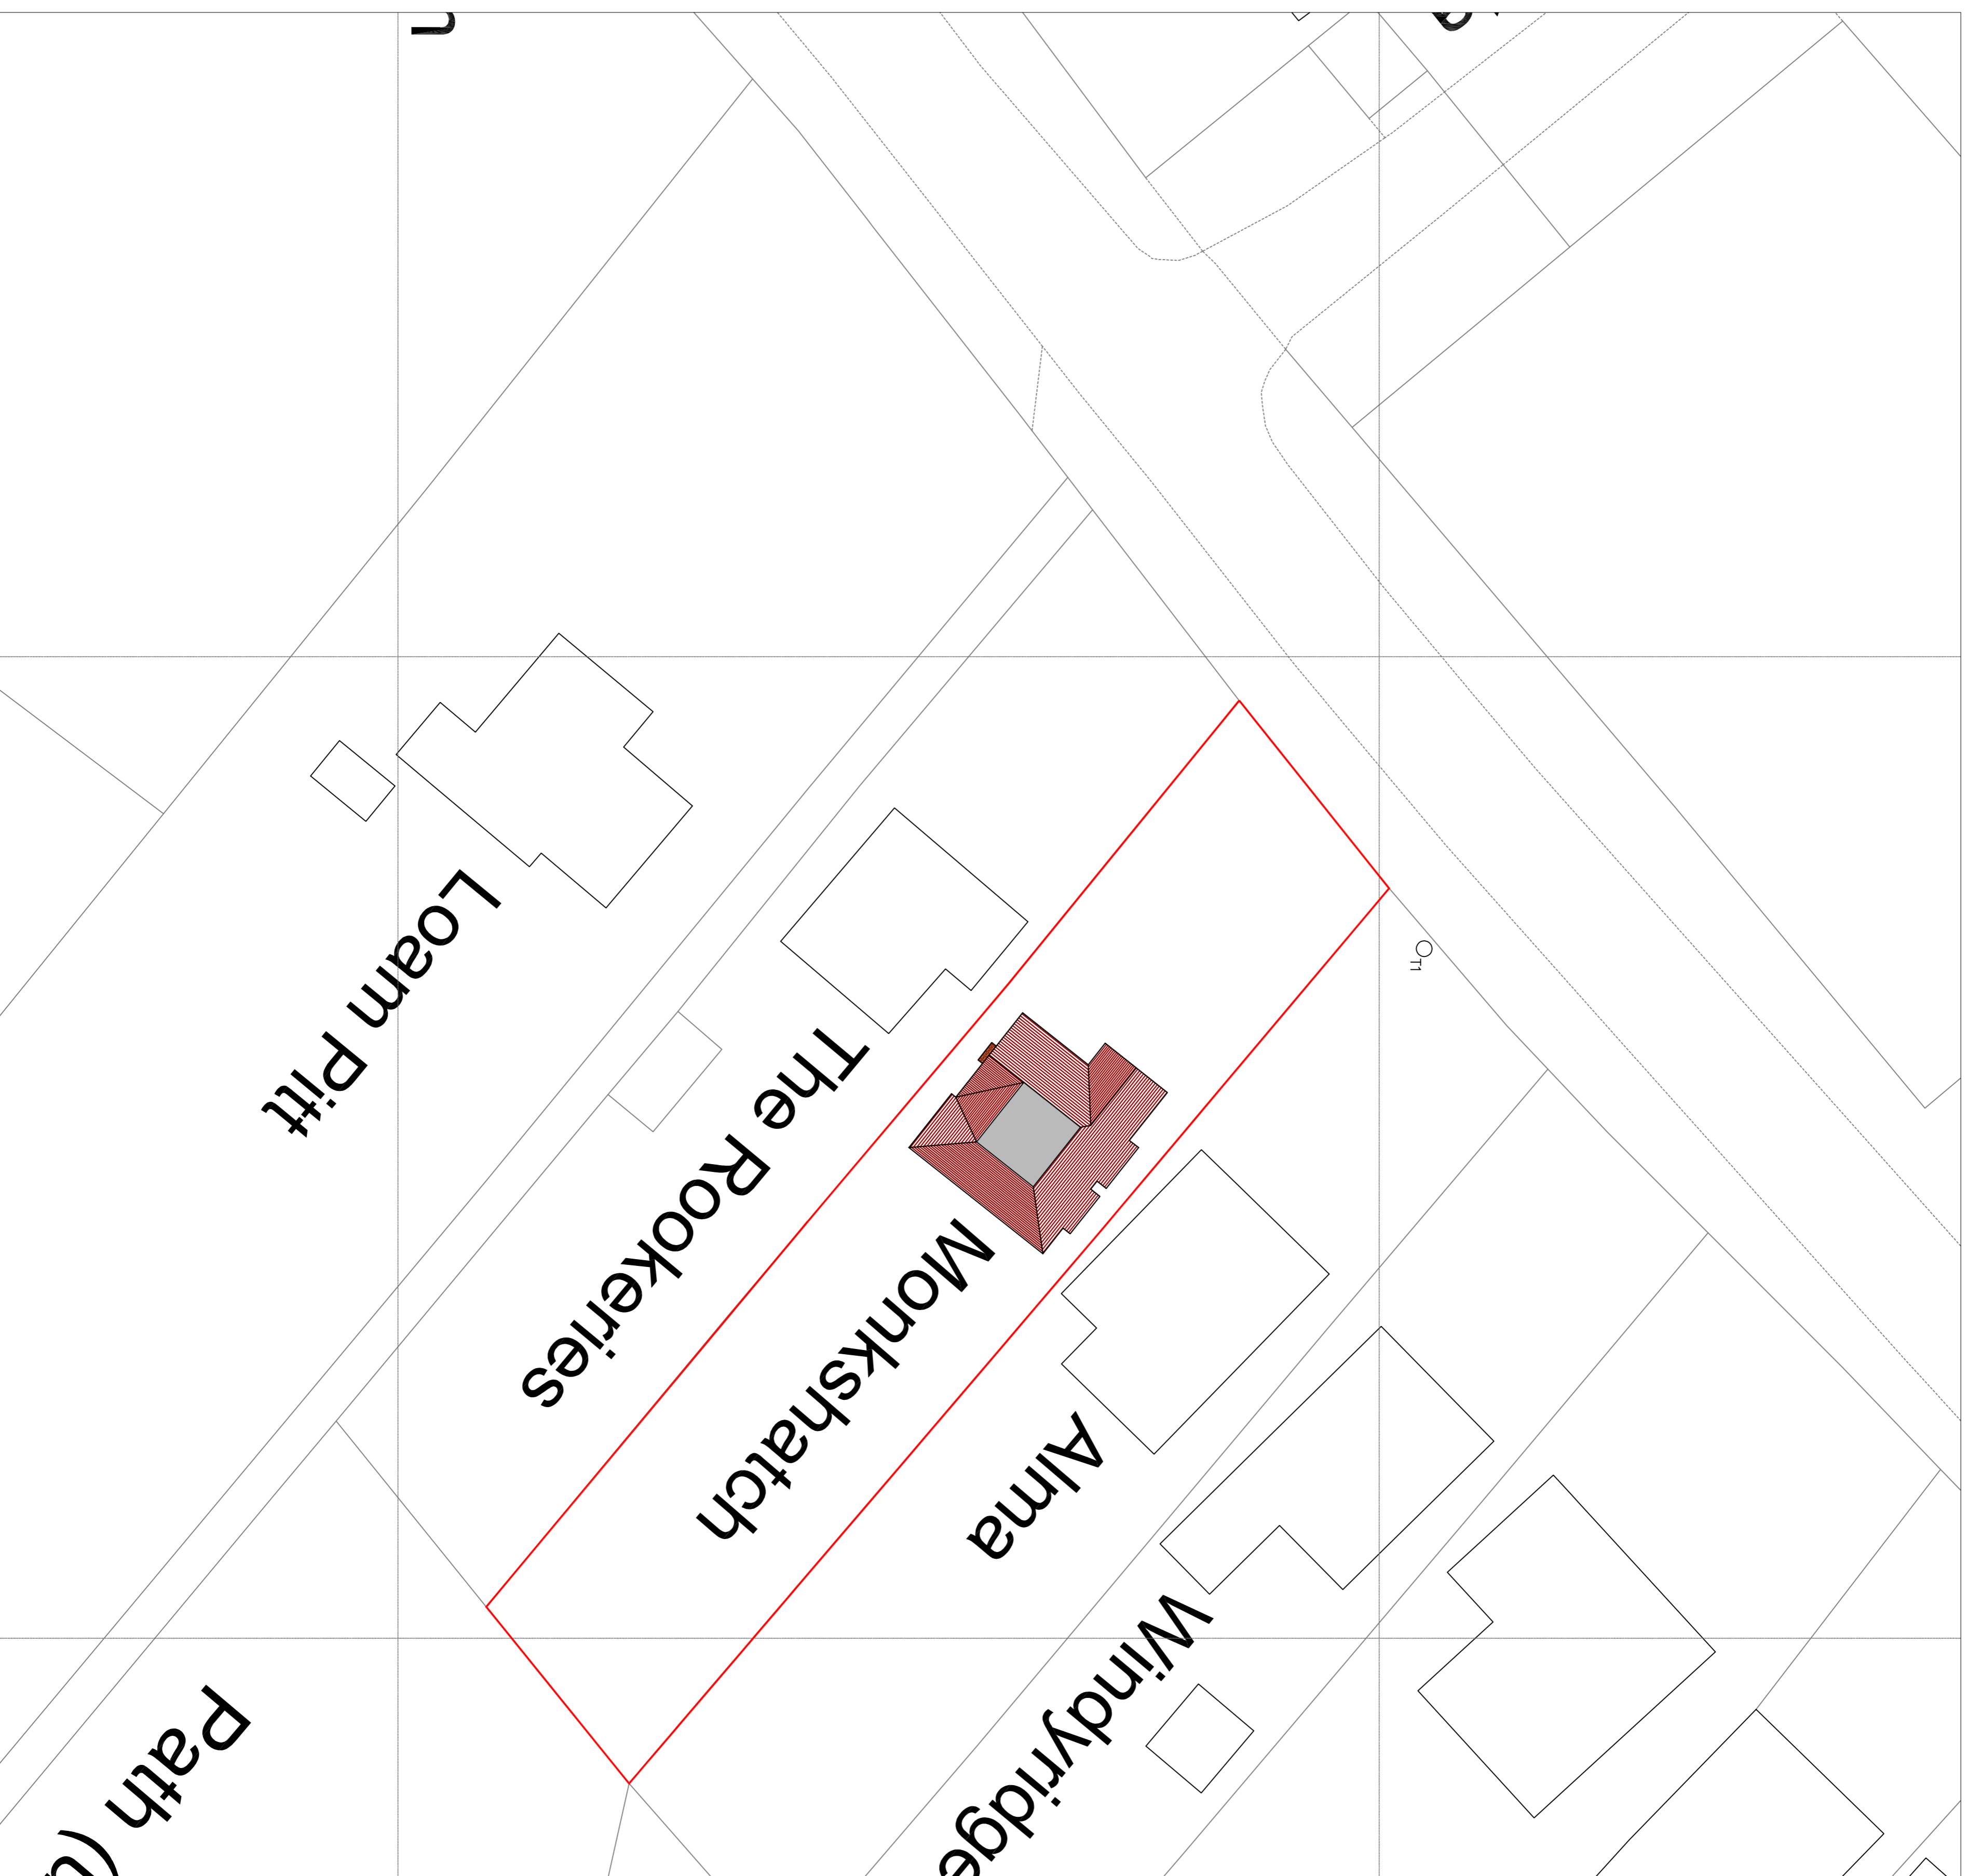 Loam Pitt
The Rookeries
Monkshatch
Alma
Windyridge
Path (
T1